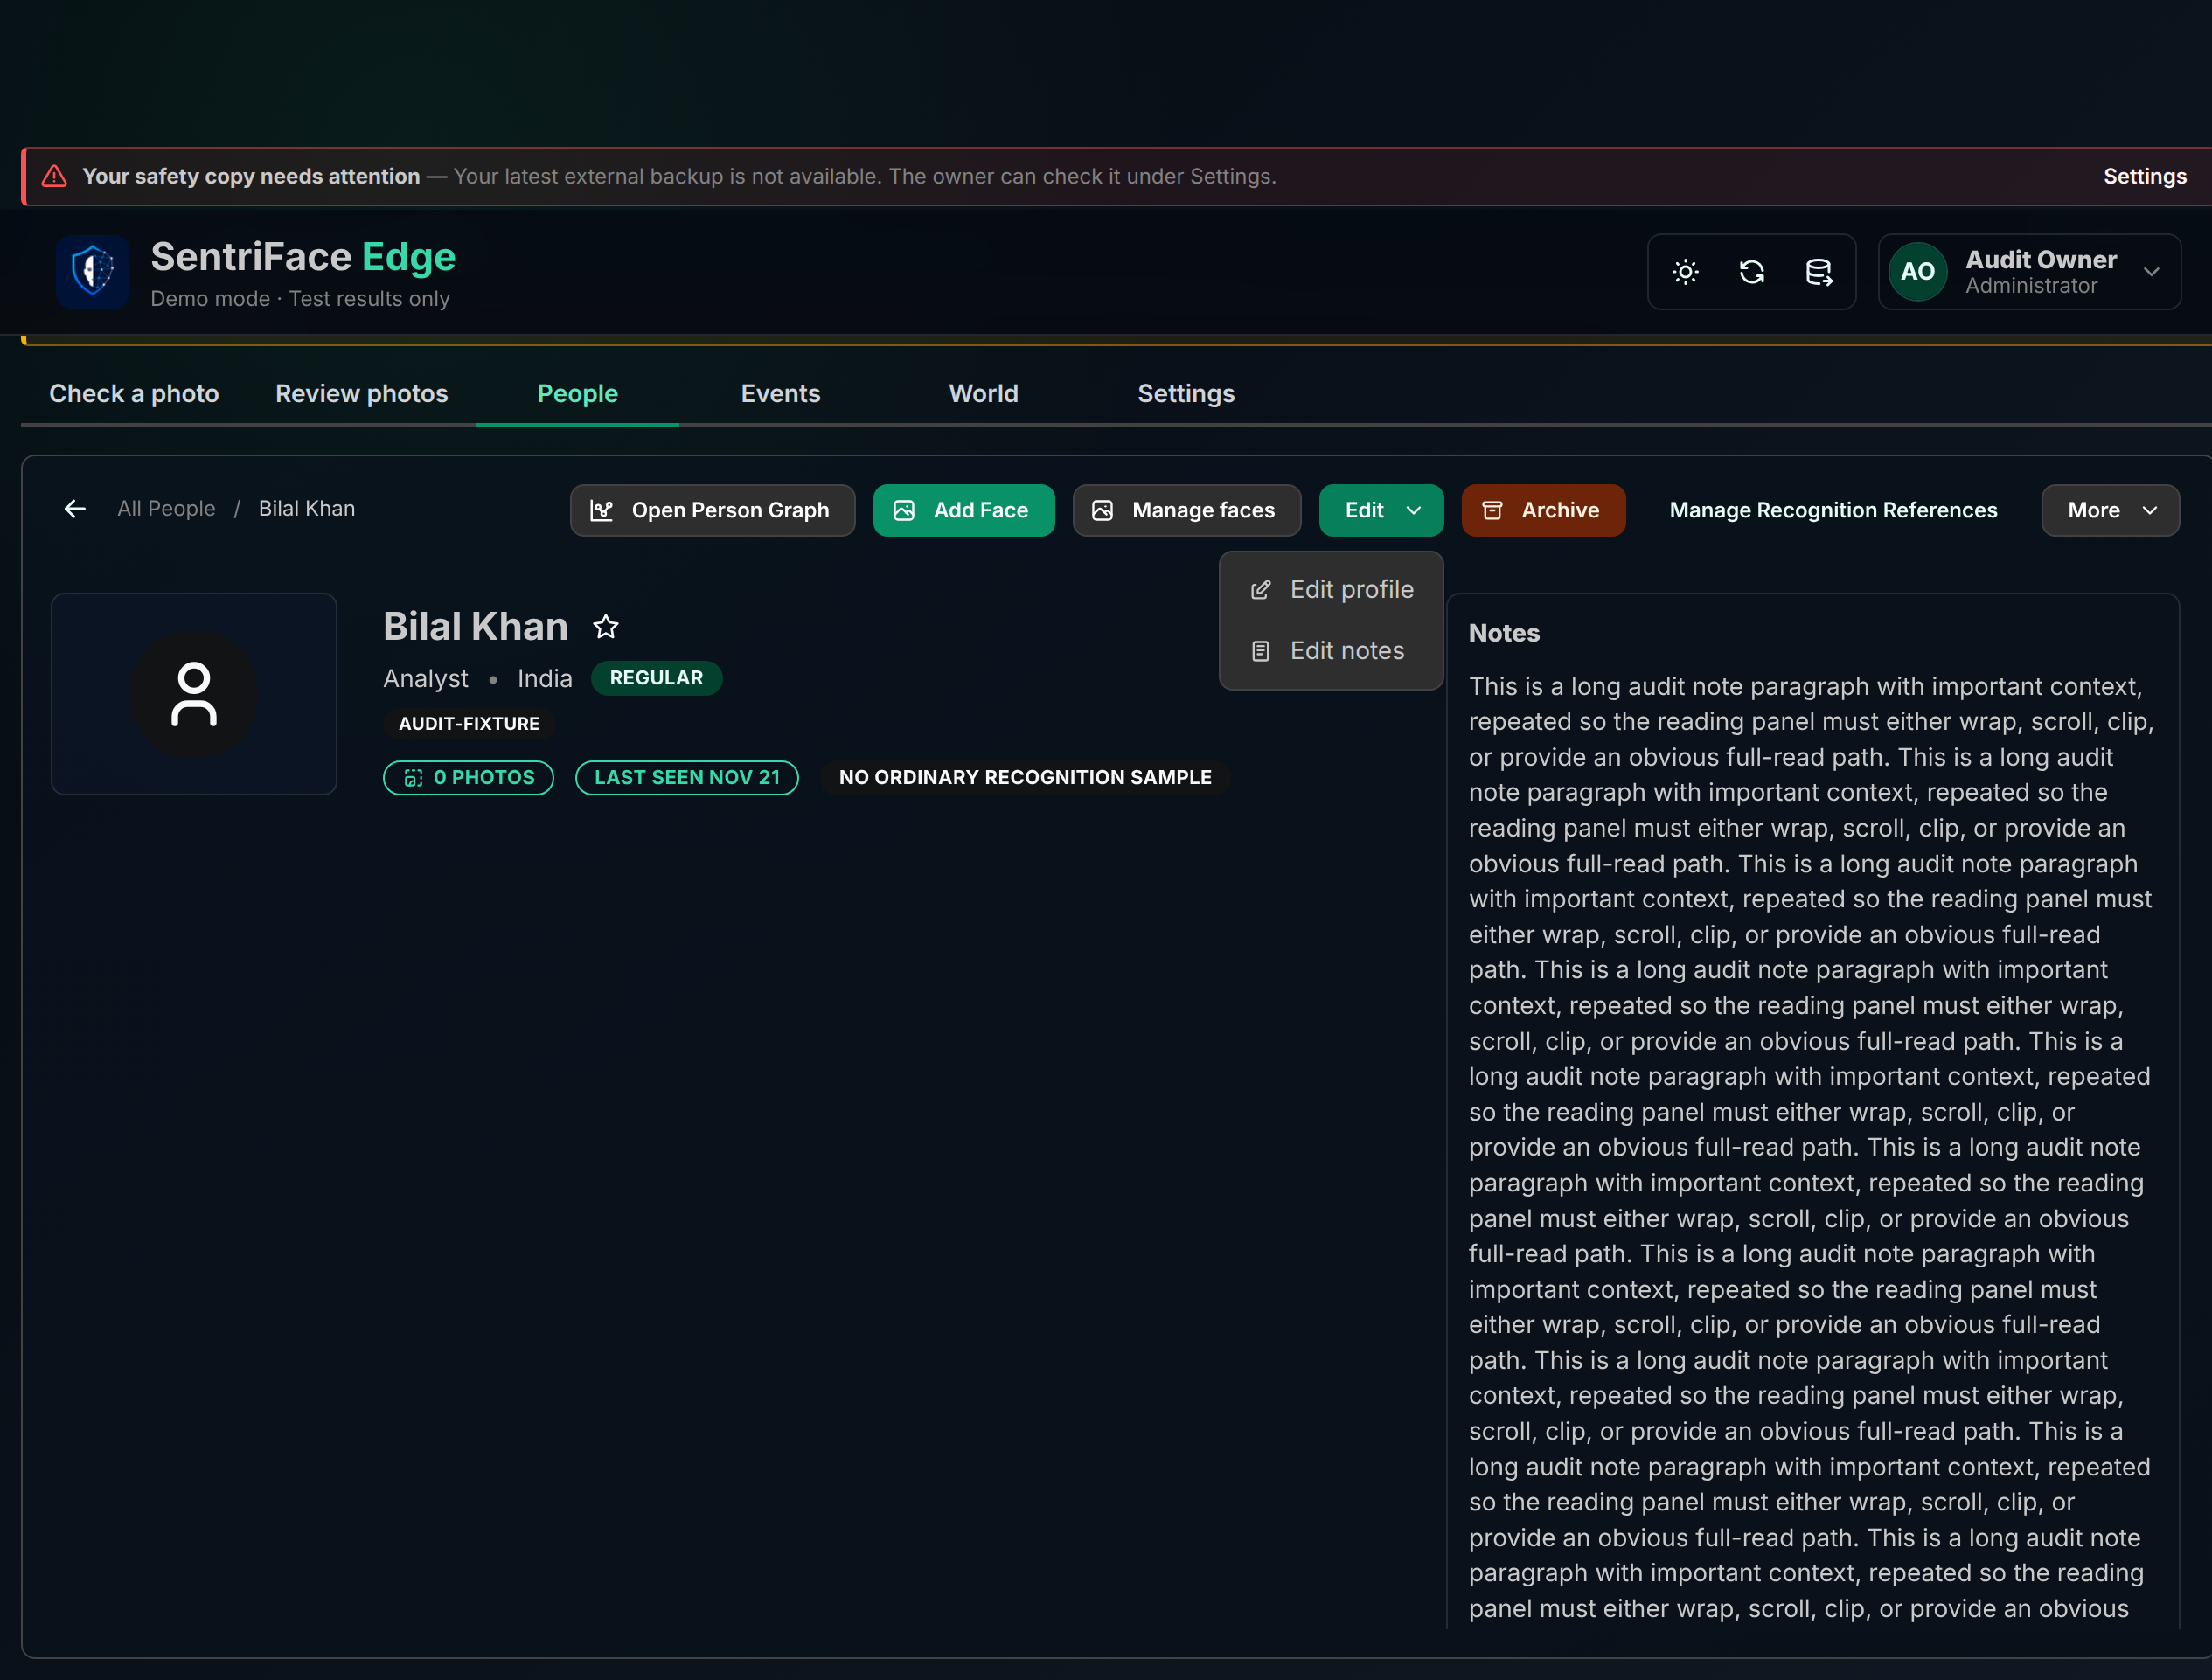 Your safety copy needs attention — Your latest external backup is not available. The owner can check it under Settings.
Settings
SentriFace Edge
Demo mode · Test results only
AO
Audit Owner
Administrator
Check a photo
Review photos
People
Events
World
Settings
All People / Bilal Khan
Open Person Graph
Add Face
Manage faces
Edit
Archive
Manage Recognition References
More
Edit profile
Edit notes
Bilal Khan
Analyst • India REGULAR
AUDIT-FIXTURE
0 PHOTOS
LAST SEEN NOV 21
NO ORDINARY RECOGNITION SAMPLE
Notes
This is a long audit note paragraph with important context,
repeated so the reading panel must either wrap, scroll, clip,
or provide an obvious full-read path. This is a long audit
note paragraph with important context, repeated so the
reading panel must either wrap, scroll, clip, or provide an
obvious full-read path. This is a long audit note paragraph
with important context, repeated so the reading panel must
either wrap, scroll, clip, or provide an obvious full-read
path. This is a long audit note paragraph with important
context, repeated so the reading panel must either wrap,
scroll, clip, or provide an obvious full-read path. This is a
long audit note paragraph with important context, repeated
so the reading panel must either wrap, scroll, clip, or
provide an obvious full-read path. This is a long audit note
paragraph with important context, repeated so the reading
panel must either wrap, scroll, clip, or provide an obvious
full-read path. This is a long audit note paragraph with
important context, repeated so the reading panel must
either wrap, scroll, clip, or provide an obvious full-read
path. This is a long audit note paragraph with important
context, repeated so the reading panel must either wrap,
scroll, clip, or provide an obvious full-read path. This is a
long audit note paragraph with important context, repeated
so the reading panel must either wrap, scroll, clip, or
provide an obvious full-read path. This is a long audit note
paragraph with important context, repeated so the reading
panel must either wrap, scroll, clip, or provide an obvious